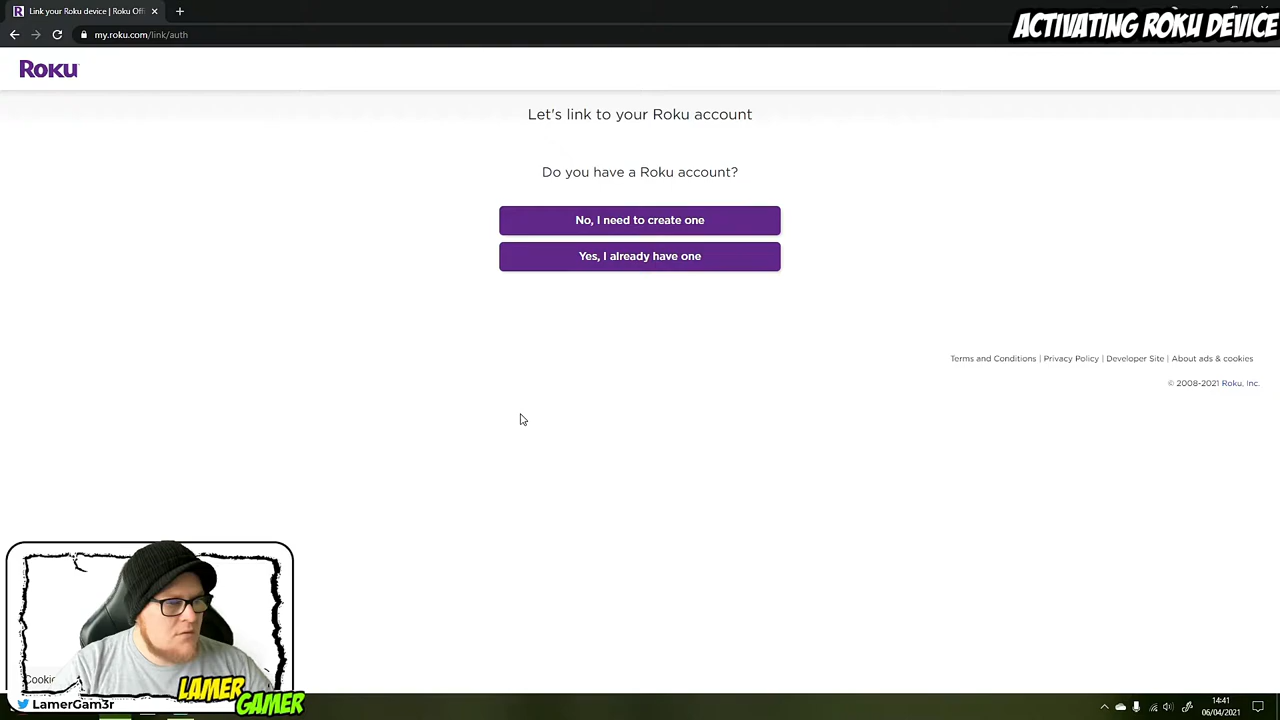 Link your Roku device | Roku Off
my.roku.com/link/auth
ACTIVATING ROKU DEVICE
Roku
Let's link to your Roku account
Do you have a Roku account?
No, I need to create one
Yes, I already have one
Terms and Conditions | Privacy Policy | Developer Site | About ads & cookies
© 2008-2021 Roku, Inc.
Cookie
LAMER
GAMER
LamerGam3r
14:41
06/04/2021